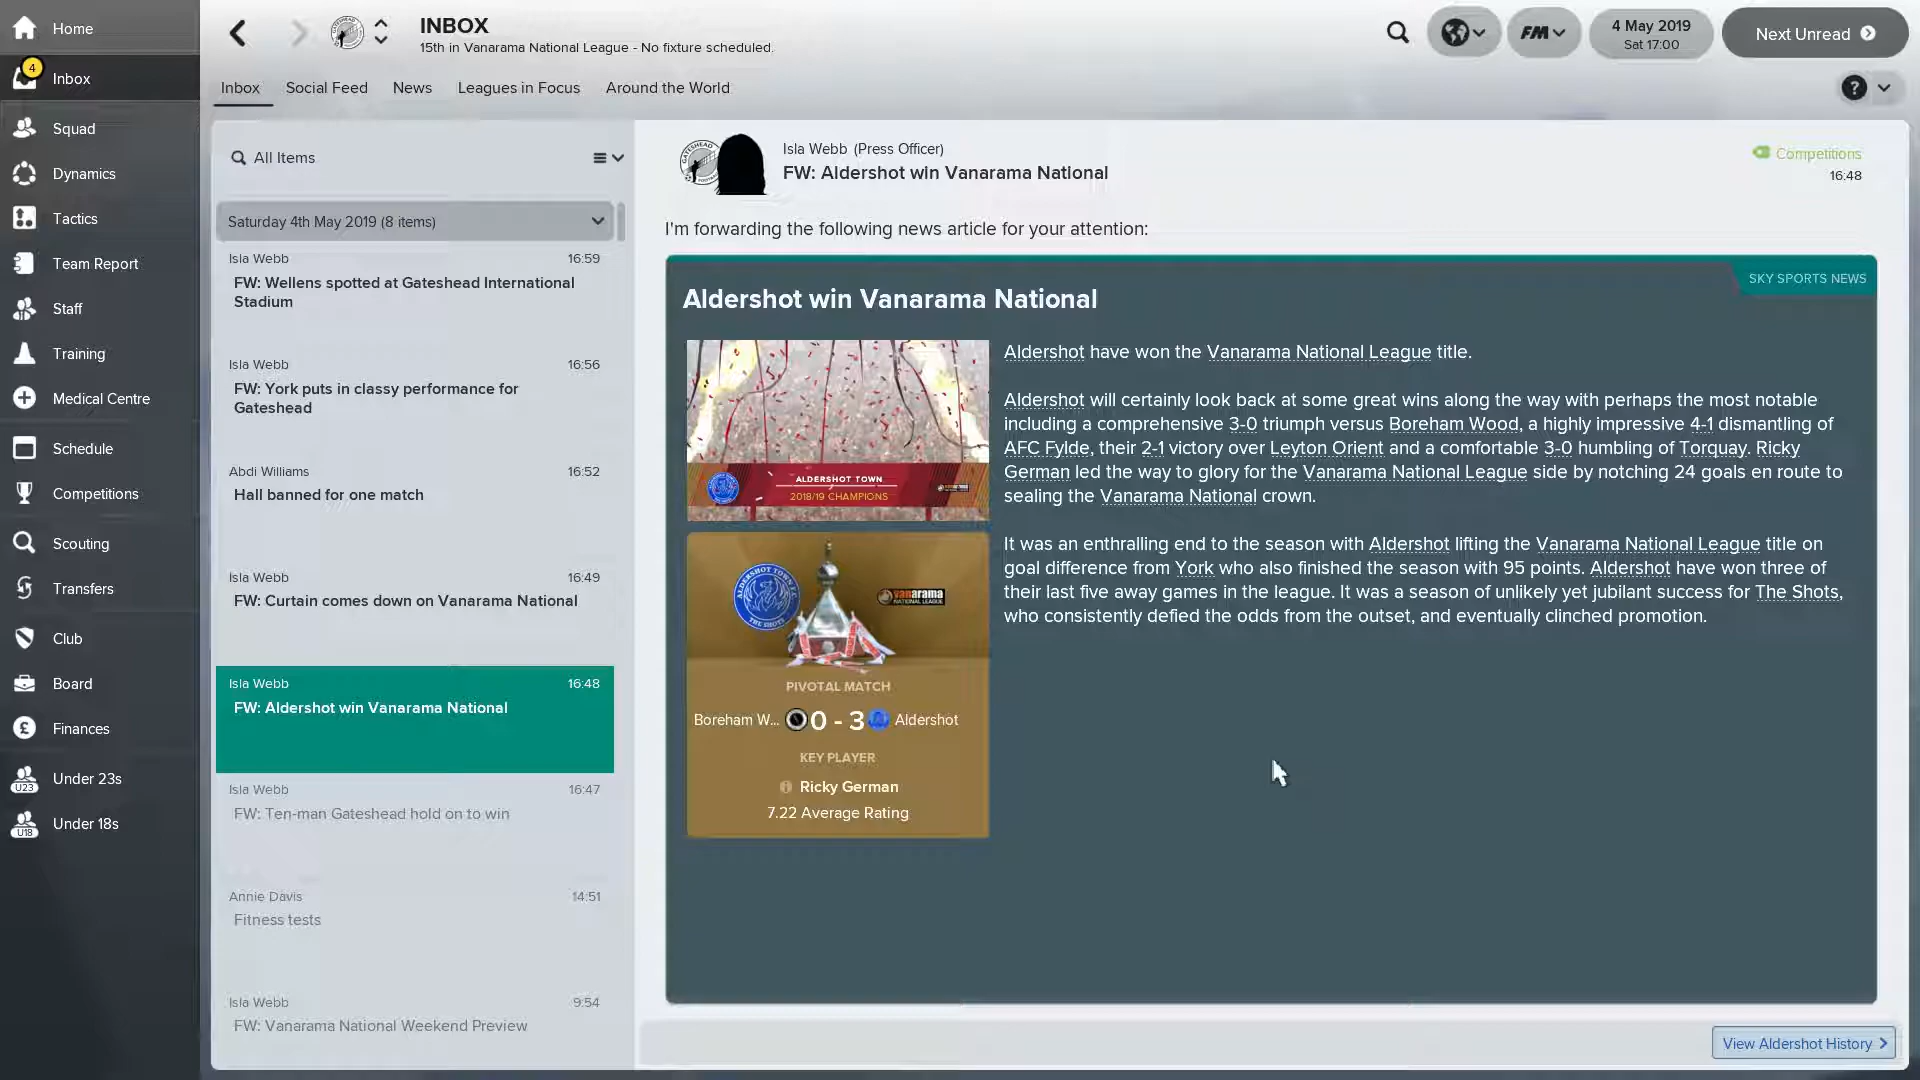 Home
Inbox
4
Squad
Dynamics
Tactics
Team Report
Staff
Training
Medical Centre
Schedule
Competitions
Scouting
Transfers
Club
Board
Finances
Under 23s
U23
Under 18s
U18
INBOX
15th in Vanarama National League - No fixture scheduled.
FM
4 May 2019
Sat 17:00
Next Unread
Inbox Social Feed News Leagues in Focus Around the World
?
All Items
Saturday 4th May 2019 (8 items)
Isla Webb 16:59
FW: Wellens spotted at Gateshead International
Stadium
Isla Webb 16:56
FW: York puts in classy performance for
Gateshead
Abdi Williams 16:52
Hall banned for one match
Isla Webb 16:49
FW: Curtain comes down on Vanarama National
Isla Webb 16:48
FW: Aldershot win Vanarama National
Isla Webb 16:47
FW: Ten-man Gateshead hold on to win
Annie Davis 14:51
Fitness tests
Isla Webb 9:54
FW: Vanarama National Weekend Preview
GATESHEAD
Isla Webb (Press Officer)
FW: Aldershot win Vanarama National
Competitions
16:48
I'm forwarding the following news article for your attention:
SKY SPORTS NEWS
Aldershot win Vanarama National
ALDERSHOT TOWN
2018/19 CHAMPIONS
ALDERSHOT TOWN F.C.
THE SHOTS
vanarama
NATIONAL LEAGUE
PIVOTAL MATCH
Boreham W... 0 - 3 Aldershot
KEY PLAYER
Ricky German
7.22 Average Rating
Aldershot have won the Vanarama National League title.
Aldershot will certainly look back at some great wins along the way with perhaps the most notable
including a comprehensive 3-0 triumph versus Boreham Wood, a highly impressive 4-1 dismantling of
AFC Fylde, their 2-1 victory over Leyton Orient and a comfortable 3-0 humbling of Torquay. Ricky
German led the way to glory for the Vanarama National League side by notching 24 goals en route to
sealing the Vanarama National crown.
It was an enthralling end to the season with Aldershot lifting the Vanarama National League title on
goal difference from York who also finished the season with 95 points. Aldershot have won three of
their last five away games in the league. It was a season of unlikely yet jubilant success for The Shots,
who consistently defied the odds from the outset, and eventually clinched promotion.
View Aldershot History